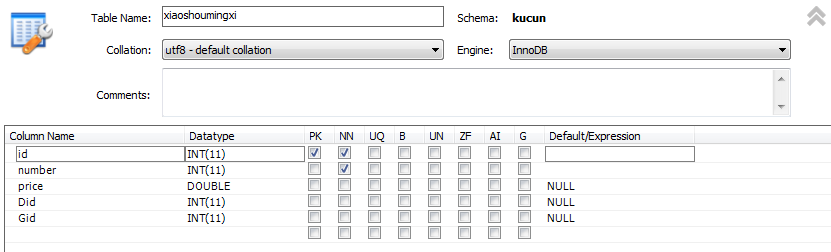 Table Name: xiaoshoumingxi Schema: kucun
Collation: utf8 - default collation Engine: InnoDB
Comments:
Column Name Datatype PK NN UQ B UN ZF AI G Default/Expression
id INT(11)
number INT(11)
price DOUBLE NULL
Did INT(11) NULL
Gid INT(11) NULL